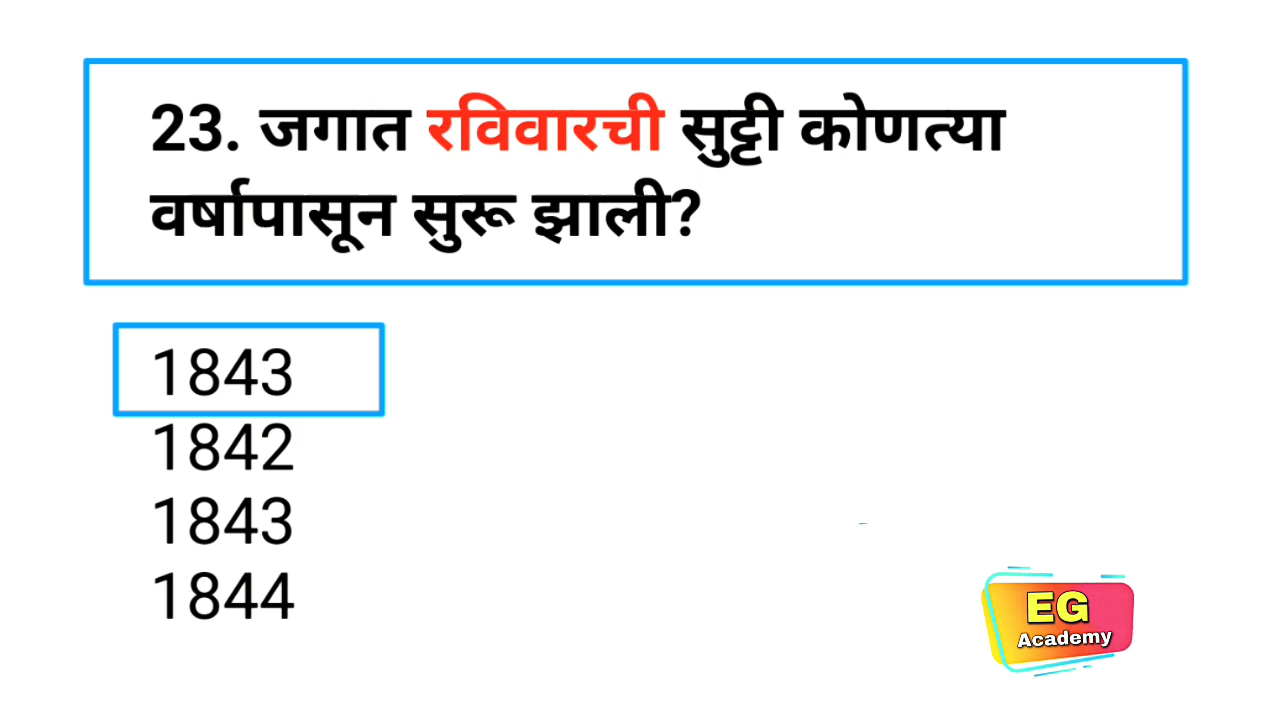 23. जगात रविवारची सुट्टी कोणत्या
वर्षापासून सुरू झाली?
1843
1842
1843
1844
EG
Academy